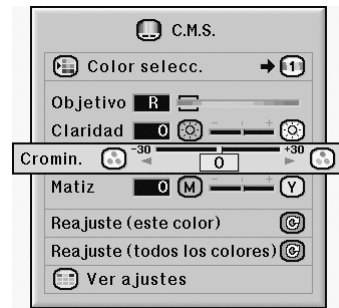 C.M.S.
Color selecc. 1
Objetivo R
Claridad 0 - +
Cromin. -30 0 +30
Matiz 0 M - + Y
Reajuste (este color)
Reajuste (todos los colores)
Ver ajustes